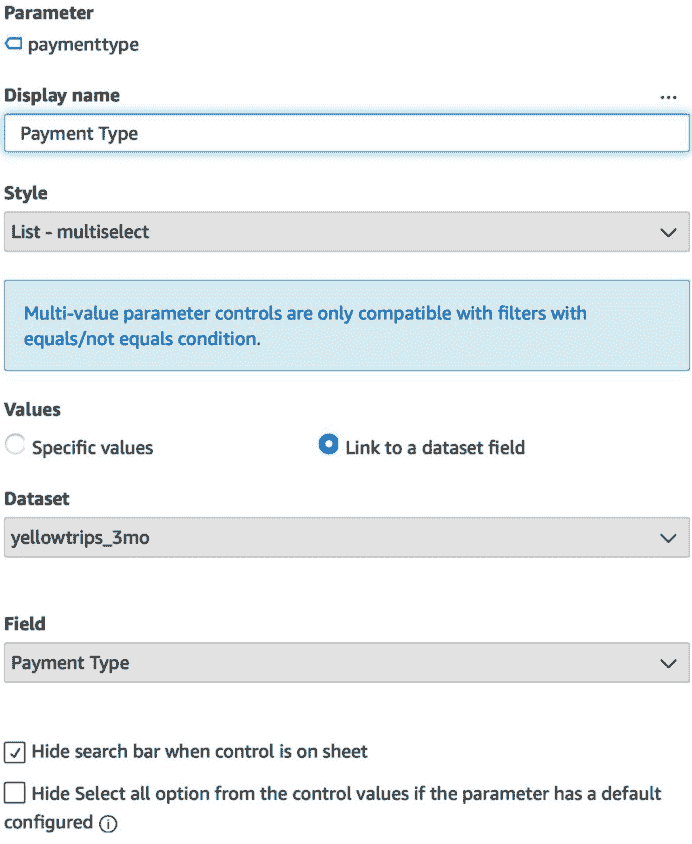 Parameter
paymenttype
Display name
...
Payment Type
Style
List - multiselect
Multi-value parameter controls are only compatible with filters with
equals/not equals condition.
Values
Specific values
Link to a dataset field
Dataset
yellowtrips_3mo
Field
Payment Type
Hide search bar when control is on sheet
Hide Select all option from the control values if the parameter has a default
configured